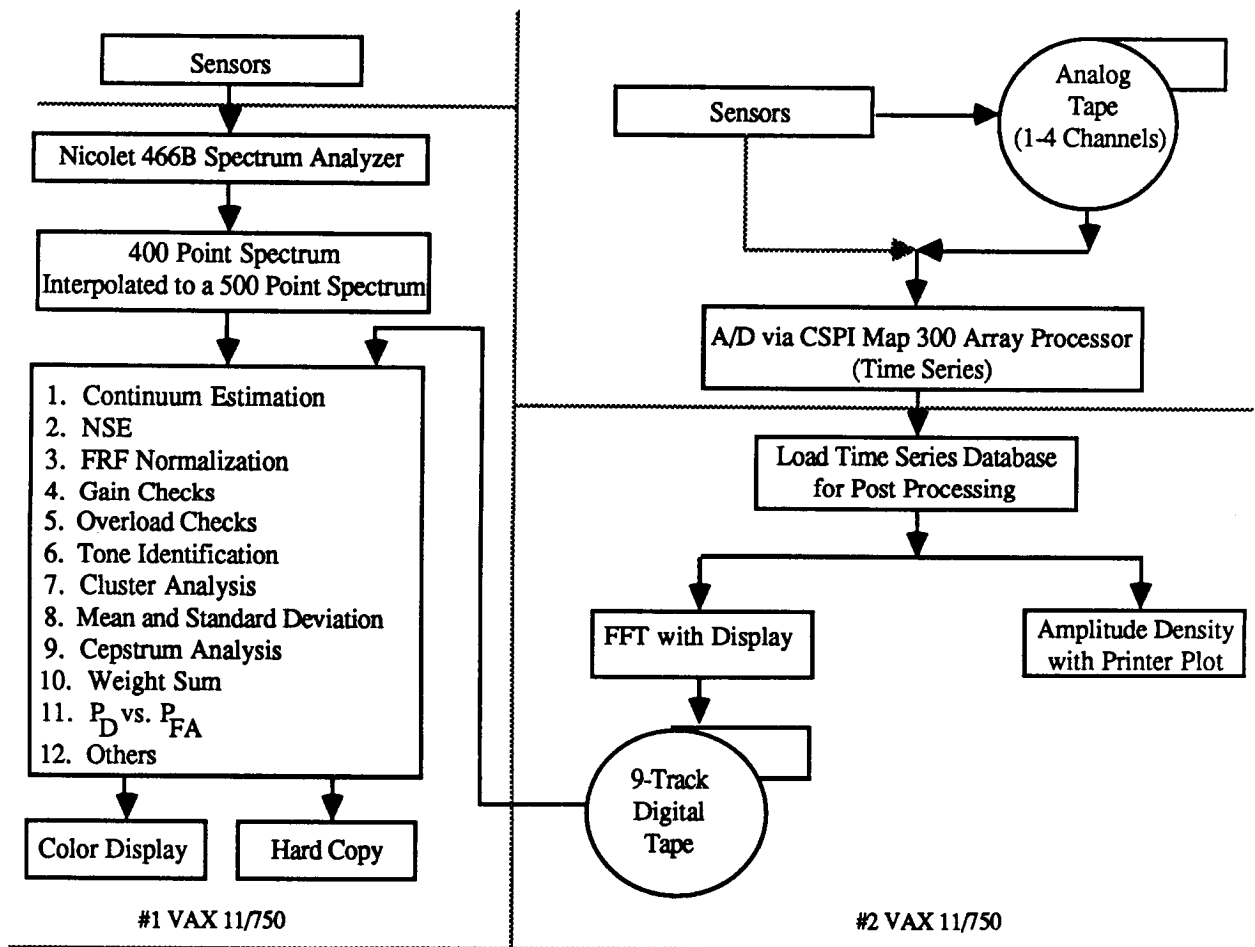 Sensors
Nicolet 466B Spectrum Analyzer
400 Point Spectrum
Interpolated to a 500 Point Spectrum
1. Continuum Estimation
2. NSE
3. FRF Normalization
4. Gain Checks
5. Overload Checks
6. Tone Identification
7. Cluster Analysis
8. Mean and Standard Deviation
9. Cepstrum Analysis
10. Weight Sum
11. PD vs. PFA
12. Others
Color Display
Hard Copy
#1 VAX 11/750
Sensors
Analog
Tape
(1-4 Channels)
A/D via CSPI Map 300 Array Processor
(Time Series)
Load Time Series Database
for Post Processing
FFT with Display
Amplitude Density
with Printer Plot
9-Track
Digital
Tape
#2 VAX 11/750